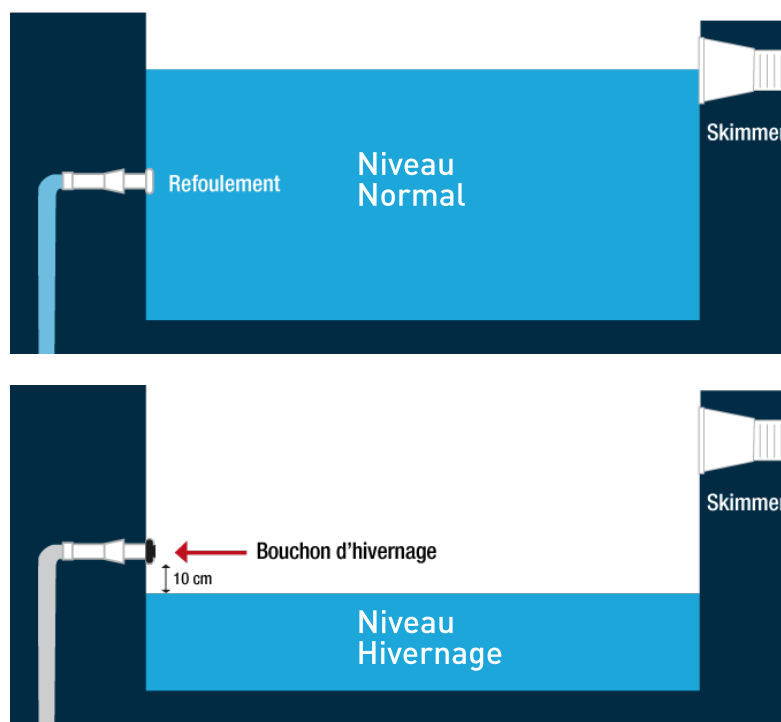 Skimmer
Niveau
Normal
Refoulement
Bouchon d'hivernage
10 cm
Skimmer
Niveau
Hivernage